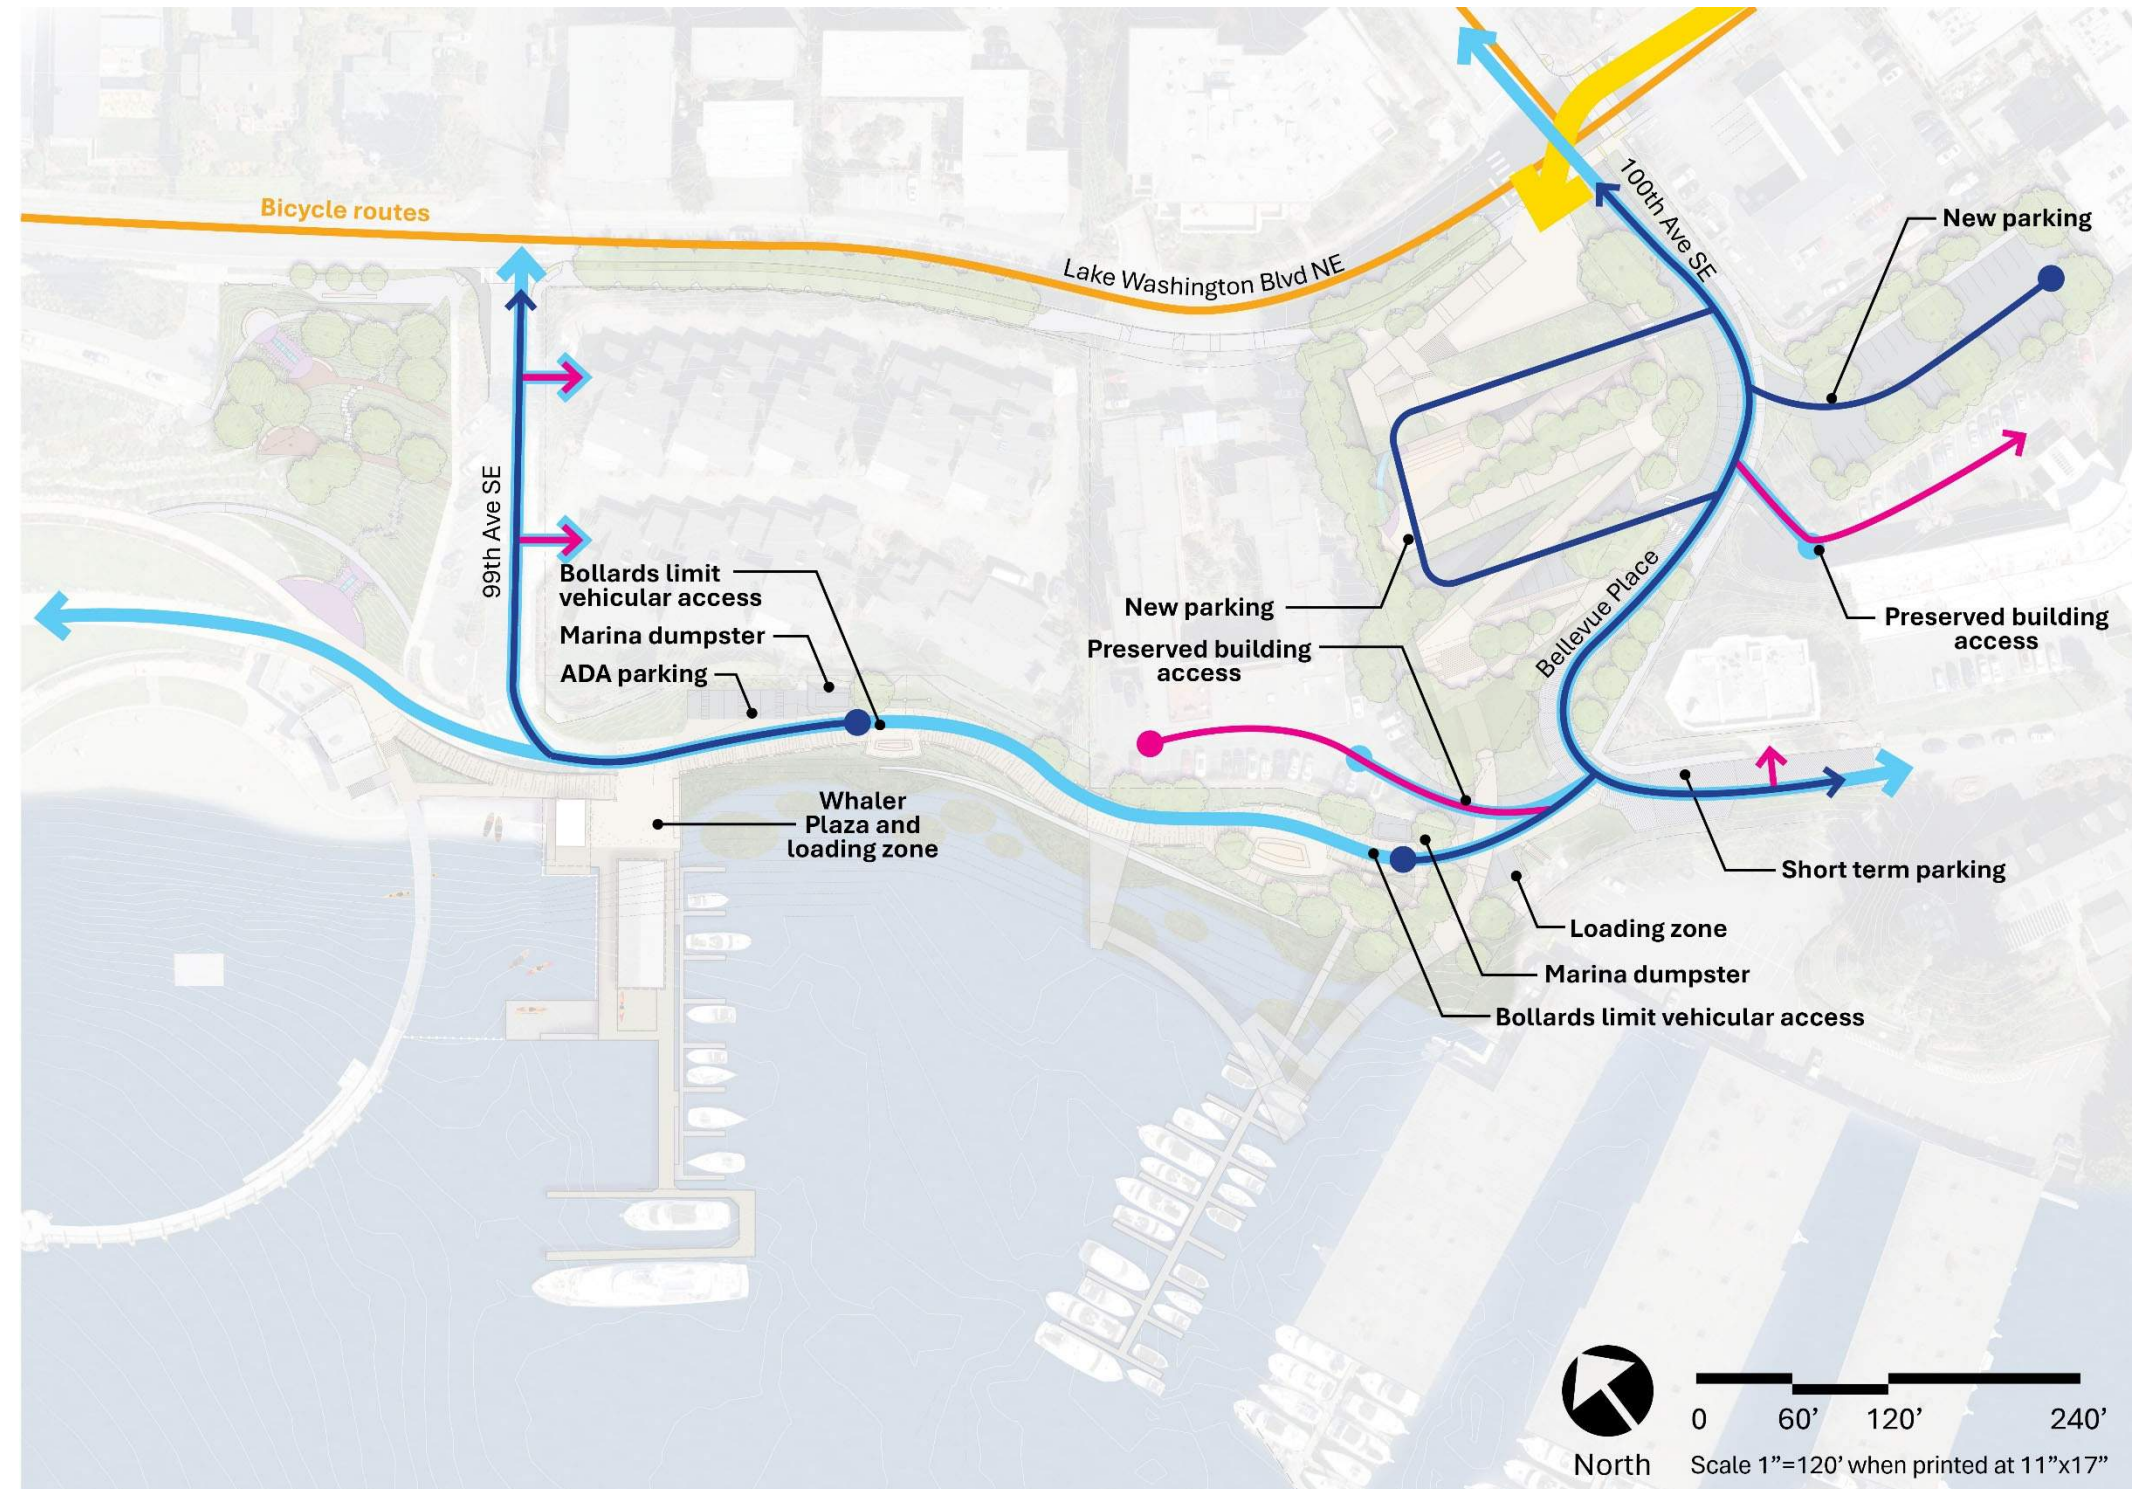 100th Ave SE
Bicycle routes
New parking
Lake Washington Blvd NE
99th Ave SE
Bollards limit
vehicular access
Marina dumpster
ADA parking
New parking
Preserved building
access
Bellevue Place
Preserved building
access
Whaler
Plaza and
loading zone
Short term parking
Loading zone
Marina dumpster
Bollards limit vehicular access
0 60’ 120’ 240’
North
Scale 1”=120’ when printed at 11”x17”